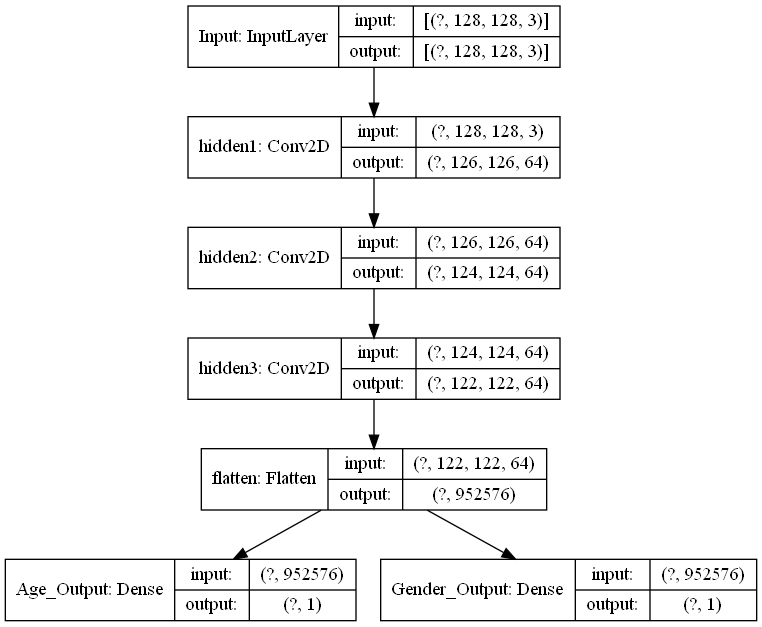 Input: InputLayer
input: [(?, 128, 128, 3)]
output: [(?, 128, 128, 3)]
hidden1: Conv2D
input: (?, 128, 128, 3)
output: (?, 126, 126, 64)
hidden2: Conv2D
input: (?, 126, 126, 64)
output: (?, 124, 124, 64)
hidden3: Conv2D
input: (?, 124, 124, 64)
output: (?, 122, 122, 64)
flatten: Flatten
input: (?, 122, 122, 64)
output: (?, 952576)
Age_Output: Dense
input: (?, 952576)
output: (?, 1)
Gender_Output: Dense
input: (?, 952576)
output: (?, 1)